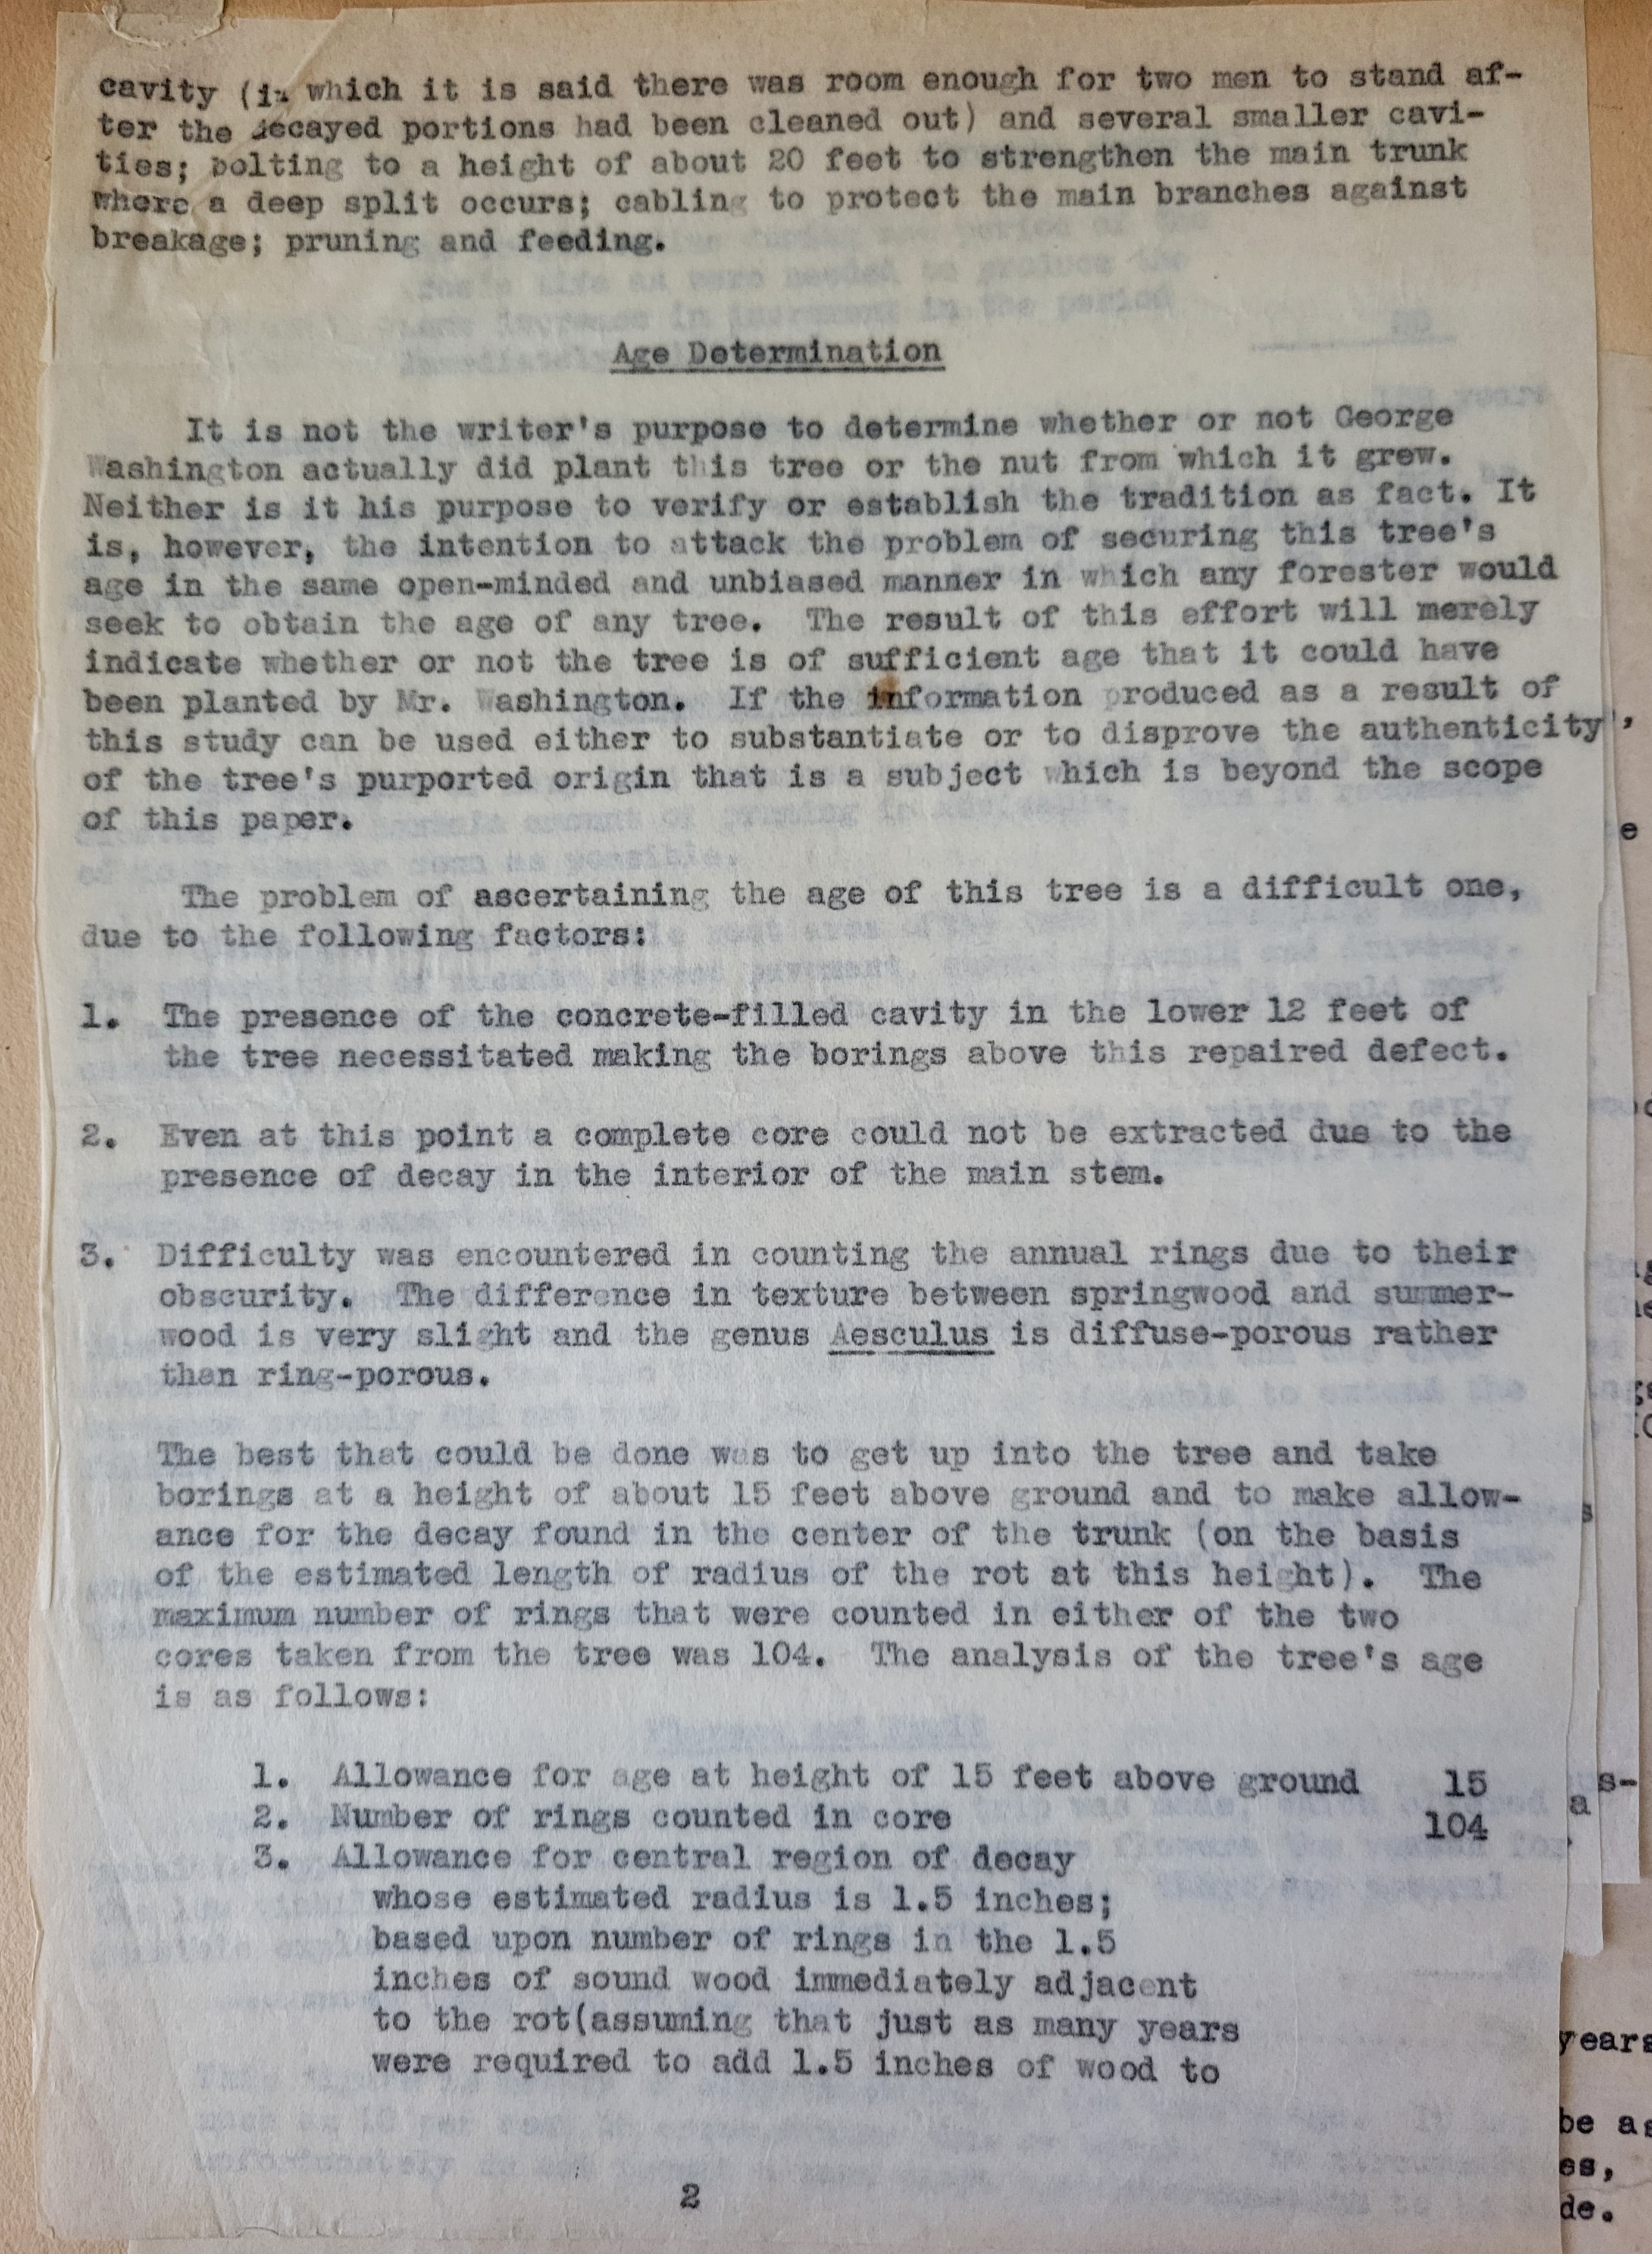 cavity (in which it is said there was room enough for two men to stand af-
ter the decayed portions had been cleaned out) and several smaller cavi-
ties; bolting to a height of about 20 feet to strengthen the main trunk
where a deep split occurs; cabling to protect the main branches against
breakage; pruning and feeding.
Age Determination
It is not the writer's purpose to determine whether or not George
Washington actually did plant this tree or the nut from which it grew.
Neither is it his purpose to verify or establish the tradition as fact. It
is, however, the intention to attack the problem of securing this tree's
age in the same open-minded and unbiased manner in which any forester would
seek to obtain the age of any tree. The result of this effort will merely
indicate whether or not the tree is of sufficient age that it could have
been planted by Mr. Washington. If the information produced as a result of
this study can be used either to substantiate or to disprove the authenticity
of the tree's purported origin that is a subject which is beyond the scope
of this paper.
The problem of ascertaining the age of this tree is a difficult one,
due to the following factors:
1. The presence of the concrete-filled cavity in the lower 12 feet of
the tree necessitated making the borings above this repaired defect.
2. Even at this point a complete core could not be extracted due to the
presence of decay in the interior of the main stem.
3. Difficulty was encountered in counting the annual rings due to their
obscurity. The difference in texture between springwood and summer-
wood is very slight and the genus Aesculus is diffuse-porous rather
than ring-porous.
The best that could be done was to get up into the tree and take
borings at a height of about 15 feet above ground and to make allow-
ance for the decay found in the center of the trunk (on the basis
of the estimated length of radius of the rot at this height). The
maximum number of rings that were counted in either of the two
cores taken from the tree was 104. The analysis of the tree's age
is as follows:
1. Allowance for age at height of 15 feet above ground 15
2. Number of rings counted in core 104
3. Allowance for central region of decay
whose estimated radius is 1.5 inches;
based upon number of rings in the 1.5
inches of sound wood immediately adjacent
to the rot(assuming that just as many years
were required to add 1.5 inches of wood to
2
years
be as
es,
de.